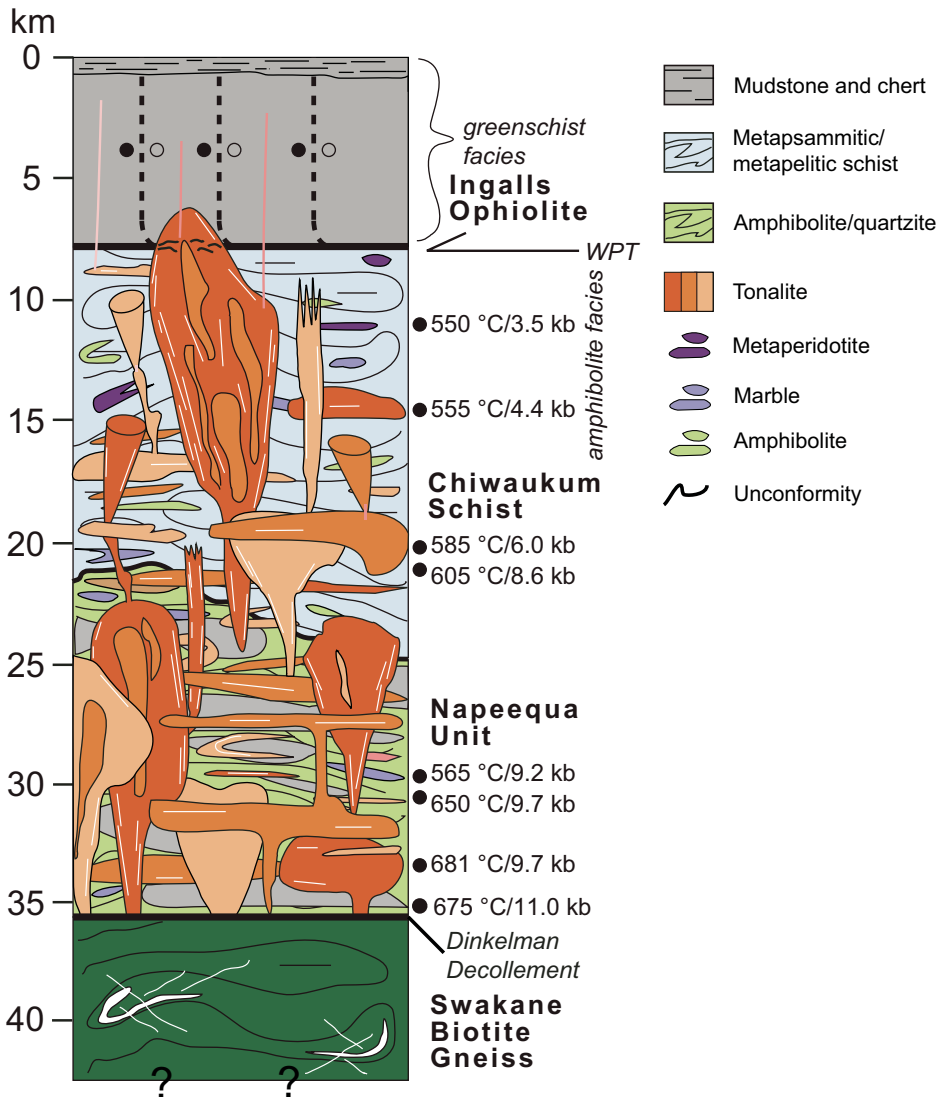 km
0
5
10
15
20
25
30
35
40
greenschist
facies
Ingalls
Ophiolite
WPT
amphibolite facies
550 °C/3.5 kb
555 °C/4.4 kb
Chiwaukum
Schist
585 °C/6.0 kb
605 °C/8.6 kb
Napeequa
Unit
565 °C/9.2 kb
650 °C/9.7 kb
681 °C/9.7 kb
675 °C/11.0 kb
Dinkelman
Decollement
Swakane
Biotite
Gneiss
? ?
Mudstone and chert
Metapsammitic/
metapelitic schist
Amphibolite/quartzite
Tonalite
Metaperidotite
Marble
Amphibolite
Unconformity